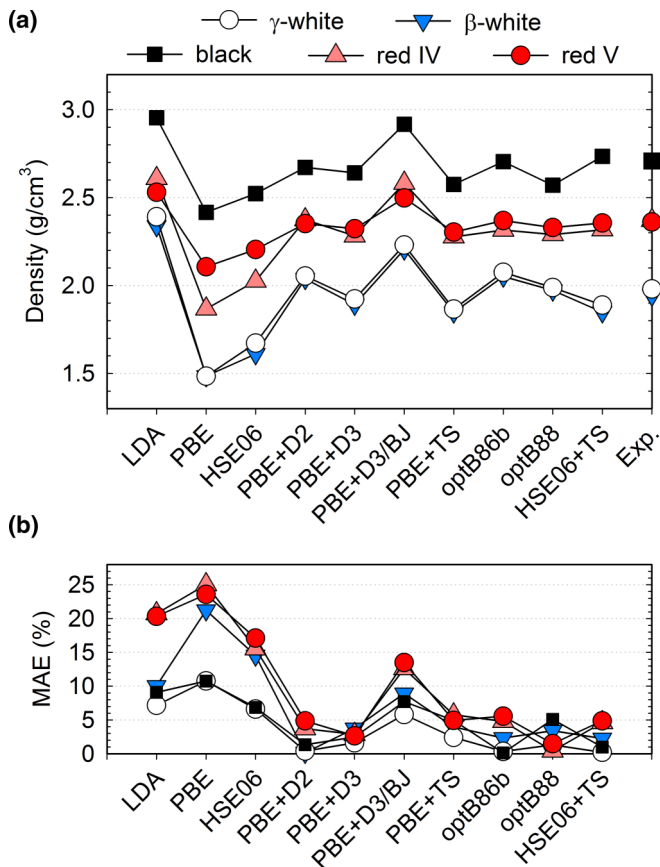 (a)
γ-white β-white
black red IV red V
3.0
2.5
2.0
1.5
Density (g/cm³)
LDA
PBE
HSE06
PBE+D2
PBE+D3
PBE+D3/BJ
PBE+TS
optB86b
optB88
HSE06+TS
Exp.
(b)
25
20
15
10
5
0
MAE (%)
LDA
PBE
HSE06
PBE+D2
PBE+D3
PBE+D3/BJ
PBE+TS
optB86b
optB88
HSE06+TS